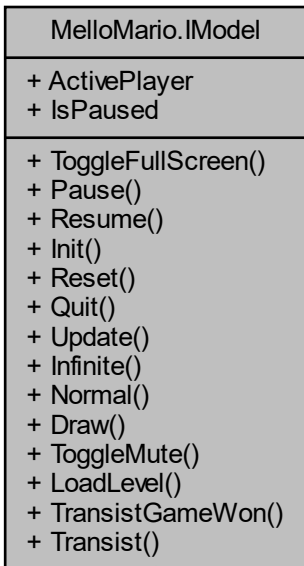 MelloMario.IModel
+ ActivePlayer
+ IsPaused
+ ToggleFullScreen()
+ Pause()
+ Resume()
+ Init()
+ Reset()
+ Quit()
+ Update()
+ Infinite()
+ Normal()
+ Draw()
+ ToggleMute()
+ LoadLevel()
+ TransistGameWon()
+ Transist()